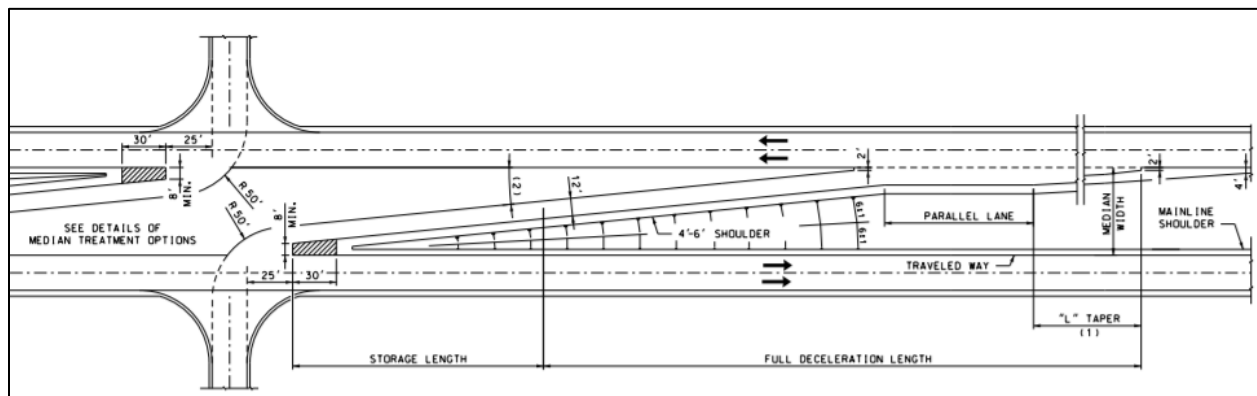 30' 25'
8'
MIN.
R 50'
R 50'
SEE DETAILS OF
MEDIAN TREATMENT OPTIONS
8'
MIN.
25' 30'
(2)
12'
4'-6' SHOULDER
6:1
6:1
2'
PARALLEL LANE
MEDIAN
WIDTH
2'
4'
MAINLINE
SHOULDER
TRAVELED WAY
"L" TAPER
(1)
STORAGE LENGTH
FULL DECELERATION LENGTH